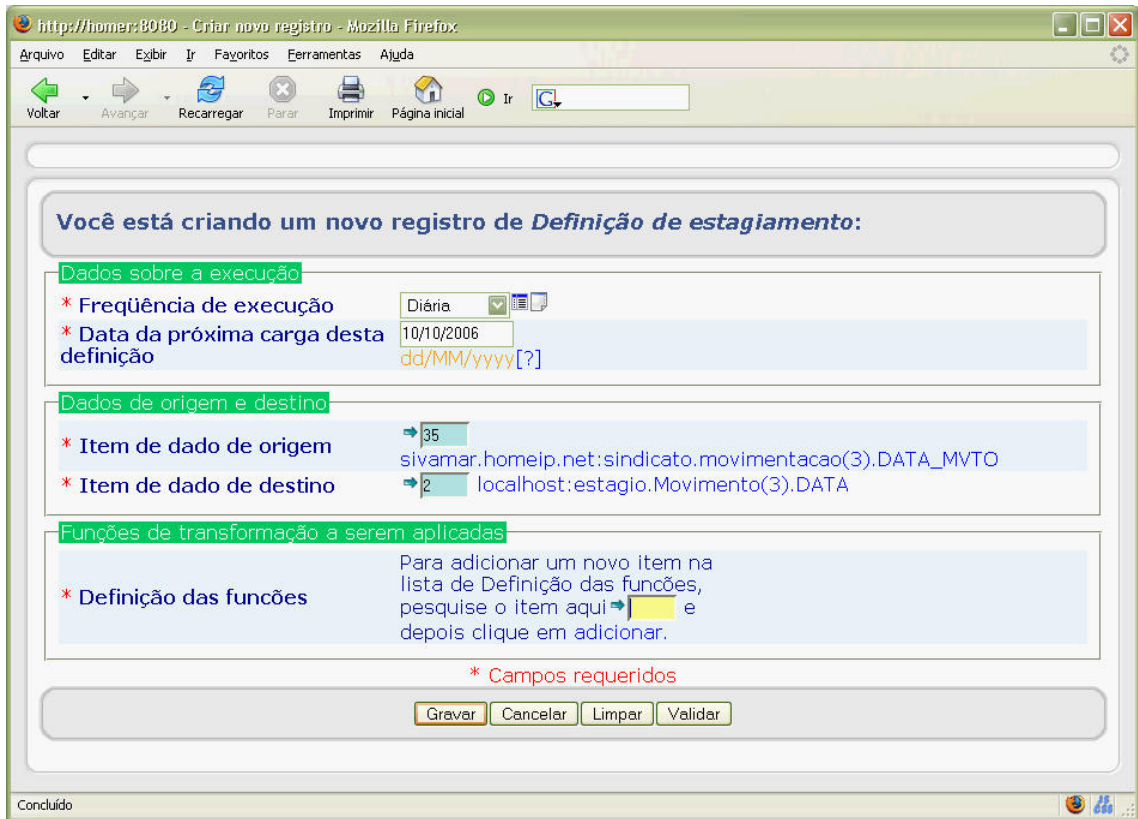 http://homer:8080 - Criar novo registro - Mozilla Firefox
Arquivo Editar Exibir Ir Favoritos Ferramentas Ajuda
Voltar Avançar Recarregar Parar Imprimir Página inicial Ir G
Você está criando um novo registro de Definição de estagiamento:
Dados sobre a execução
* Freqüência de execução Diária
* Data da próxima carga desta definição 10/10/2006
dd/MM/yyyy[?]
Dados de origem e destino
* Item de dado de origem 35
sivamar.homeip.net:sindicato.movimentacao(3).DATA_MVTO
* Item de dado de destino 2 localhost:estagio.Movimento(3).DATA
Funções de transformação a serem aplicadas
* Definição das funcões
Para adicionar um novo item na
lista de Definição das funcões,
pesquise o item aqui e
depois clique em adicionar.
* Campos requeridos
Gravar Cancelar Limpar Validar
Concluído JS CSS